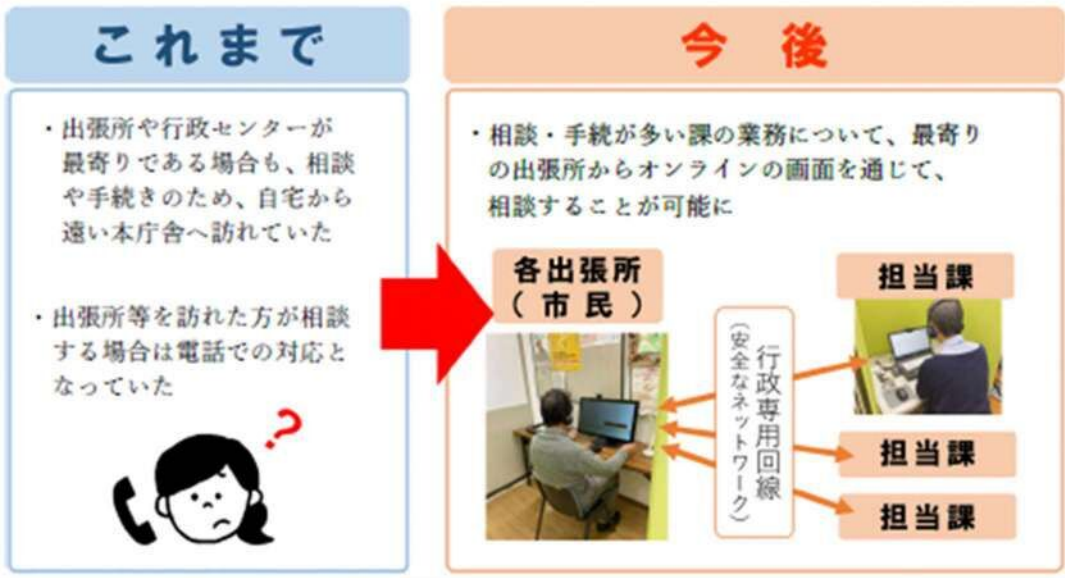 これまで
・出張所や行政センターが
最寄りである場合も、相談
や手続きのため、自宅から
遠い本庁舎へ訪れていた
・出張所等を訪れた方が相談
する場合は電話での対応と
なっていた
?
今後
・相談・手続が多い課の業務について、最寄り
の出張所からオンラインの画面を通じて、
相談することが可能に
各出張所
(市民)
行政専用回線
(安全なネットワーク)
担当課
担当課
担当課